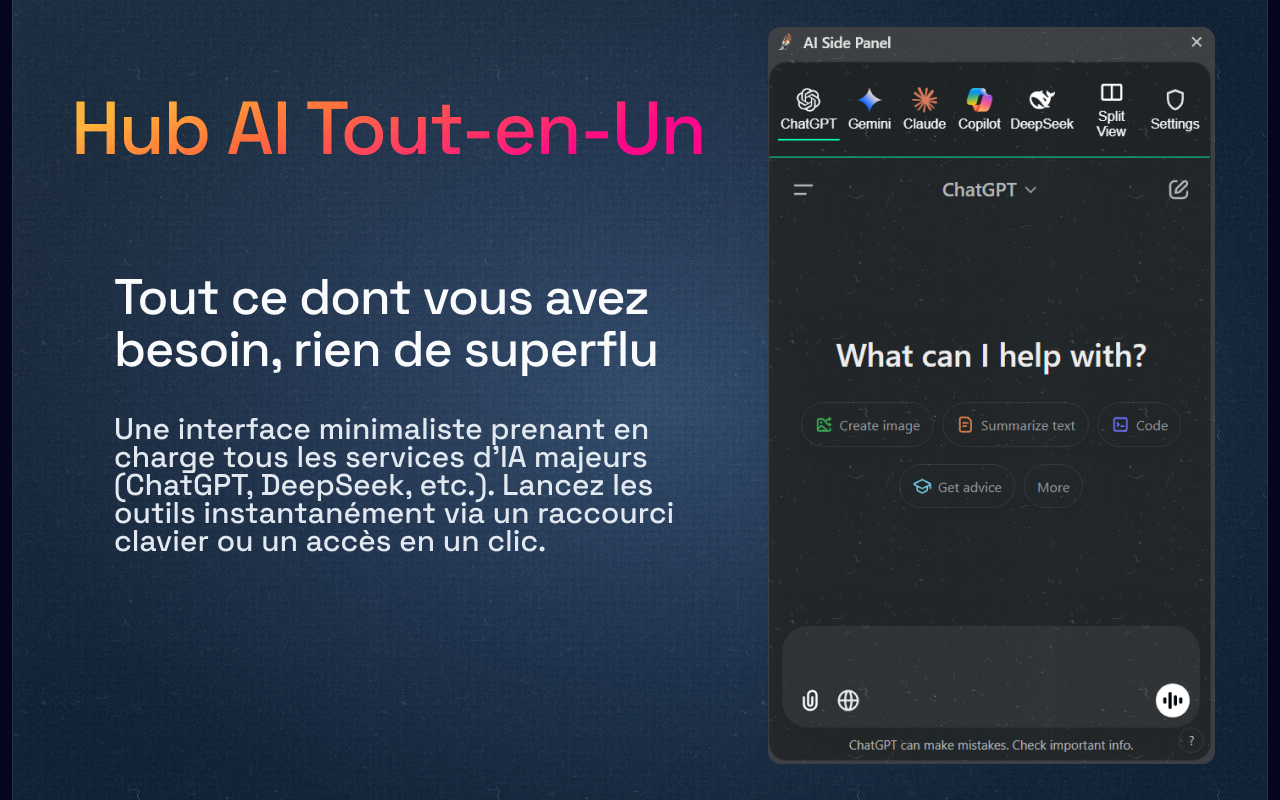 Hub AI Tout-en-Un
Tout ce dont vous avez
besoin, rien de superflu
Une interface minimaliste prenant en
charge tous les services d'IA majeurs
(ChatGPT, DeepSeek, etc.). Lancez les
outils instantanément via un raccourci
clavier ou un accès en un clic.
AI Side Panel
ChatGPT Gemini Claude Copilot DeepSeek Split View Settings
ChatGPT
What can I help with?
Create image Summarize text Code
Get advice More
ChatGPT can make mistakes. Check important info. ?